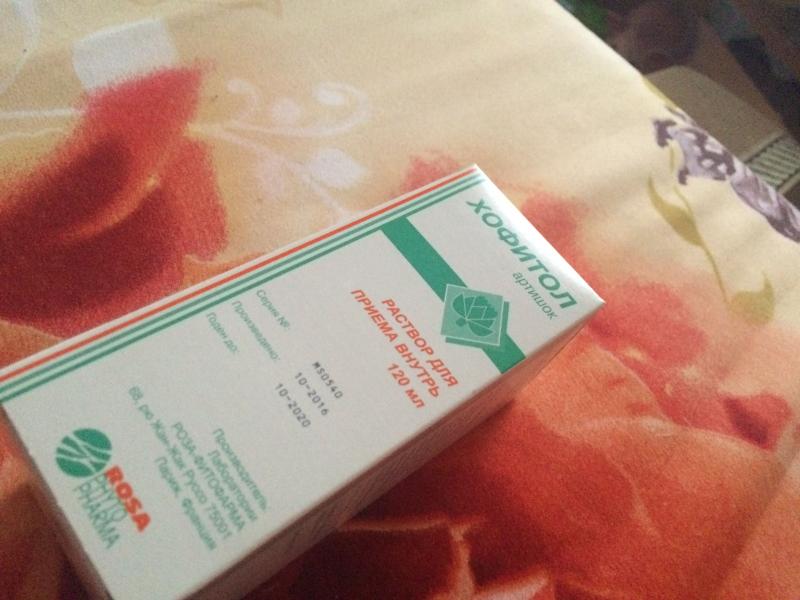 ХОФИТОЛ
артишок
РАСТВОР ДЛЯ
ПРИЕМА ВНУТРЬ
120 мл
Серия №: MS0540
Произведено: 10-2016
Годен до: 10-2020
Производитель:
Лаборатории
РОЗА-ФИТОФАРМА
68, рю Жан-Жак Руссо 75001
Париж, Франция
ROSA
PHYTO
PHARMA